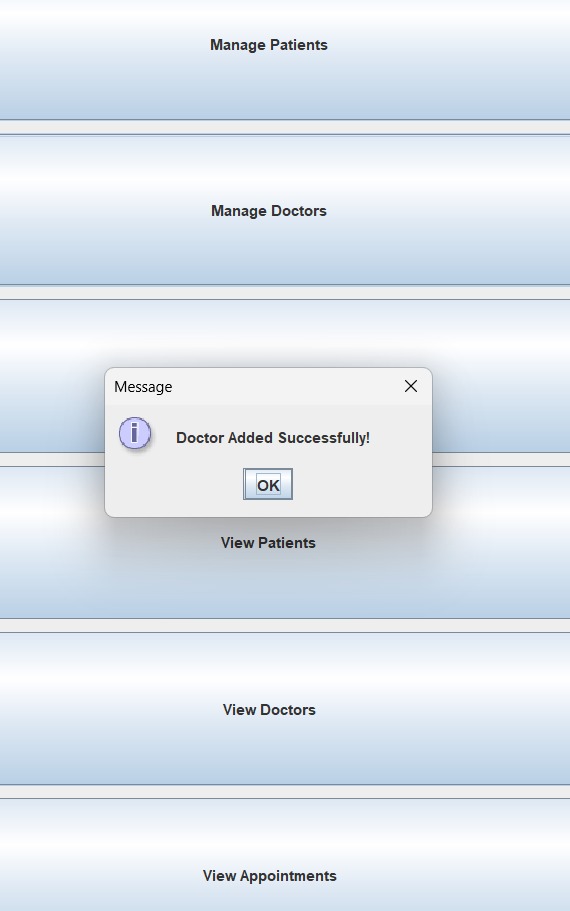 Manage Patients
Manage Doctors
Message
Doctor Added Successfully!
OK
View Patients
View Doctors
View Appointments